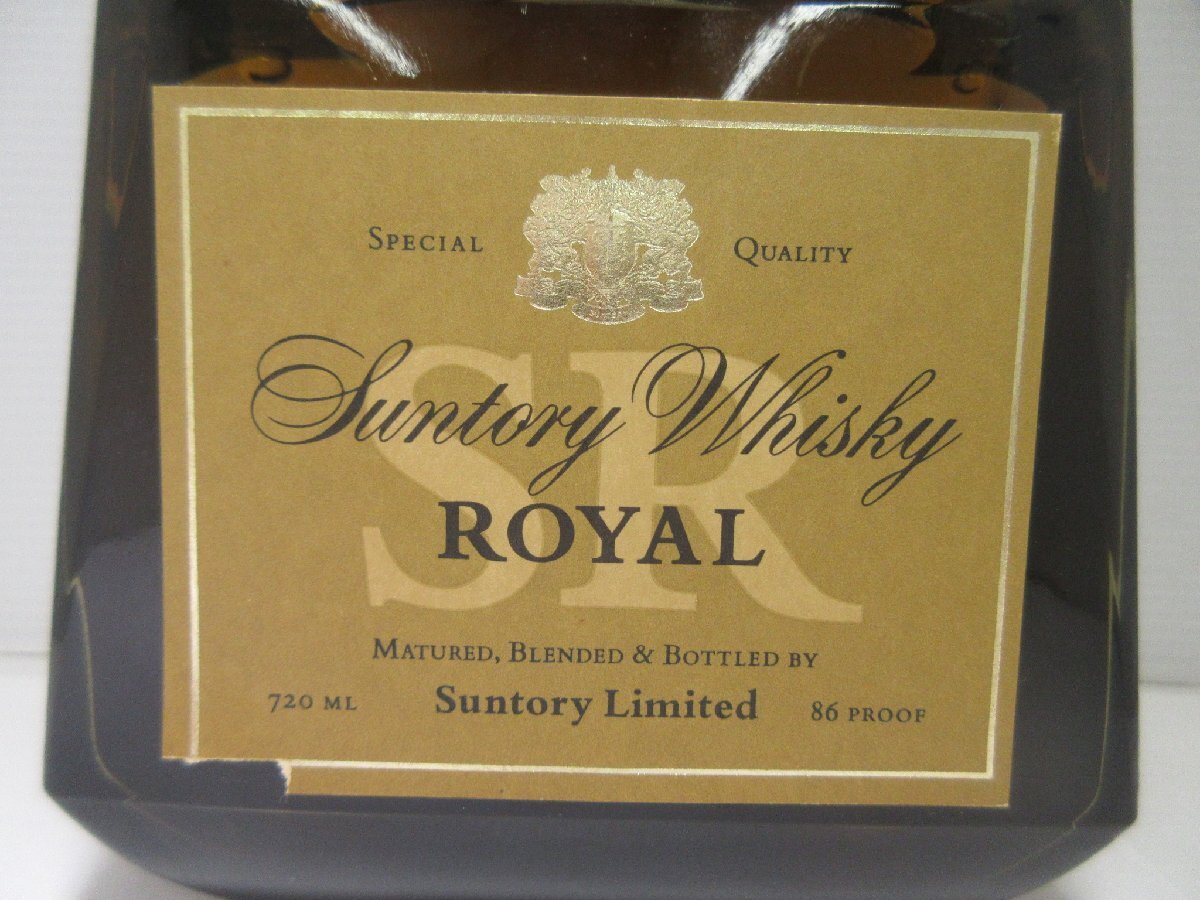 SPECIAL QUALITY
SR
Suntory Whisky
ROYAL
MATURED, BLENDED & BOTTLED BY
720 ML Suntory Limited 86 PROOF